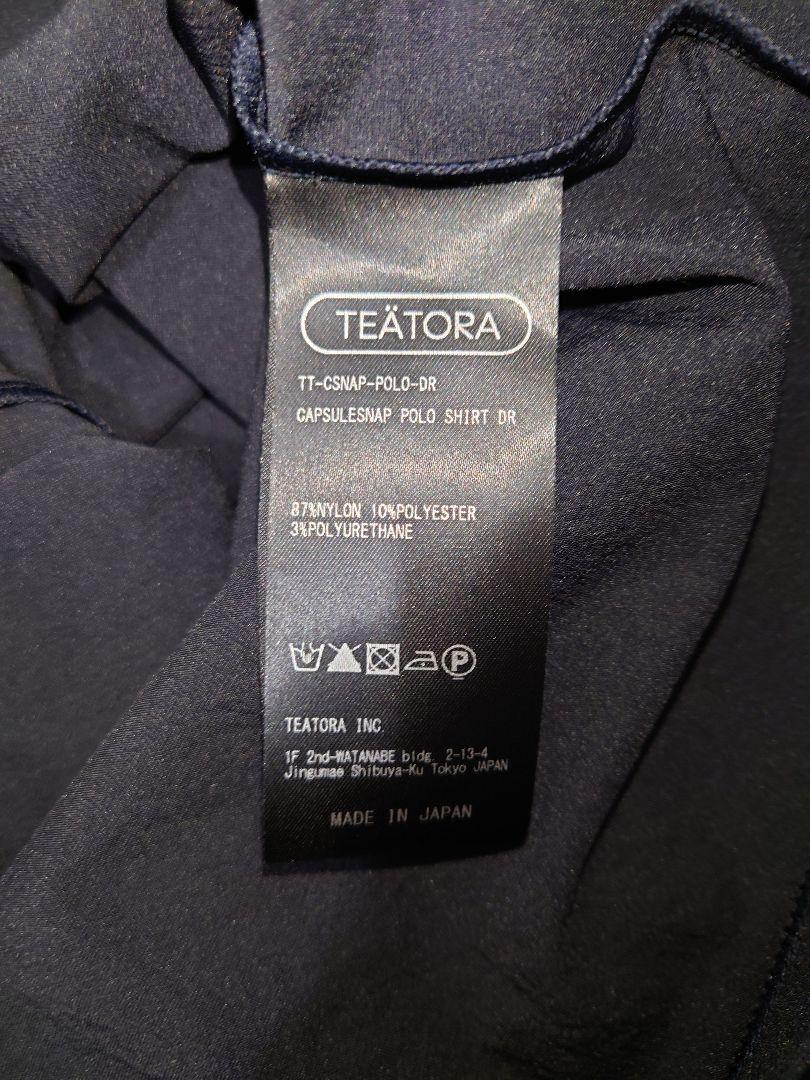 TEÄTORA
TT-CSNAP-POLO-DR
CAPSULESNAP POLO SHIRT DR
87%NYLON 10%POLYESTER
3%POLYURETHANE
P
TEATORA INC.
1F 2nd-WATANABE bldg. 2-13-4
Jingumae Shibuya-Ku Tokyo JAPAN
MADE IN JAPAN